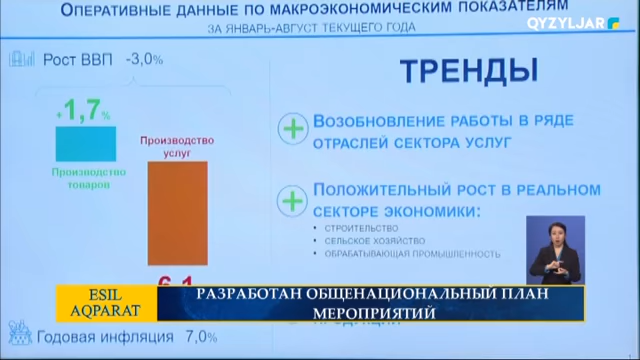 Оперативные данные по макроэкономическим показателям
за январь-август текущего года
QYZYLJAR
Рост ВВП -3,0%
ТРЕНДЫ
+1,7%
Производство услуг
Производство товаров
Возобновление работы в ряде
отраслей сектора услуг
Положительный рост в реальном
секторе экономики:
• строительство
• сельское хозяйство
• обрабатывающая промышленность
ESIL
AQPARAT
РАЗРАБОТАН ОБЩЕНАЦИОНАЛЬНЫЙ ПЛАН
МЕРОПРИЯТИЙ
Годовая инфляция 7,0%